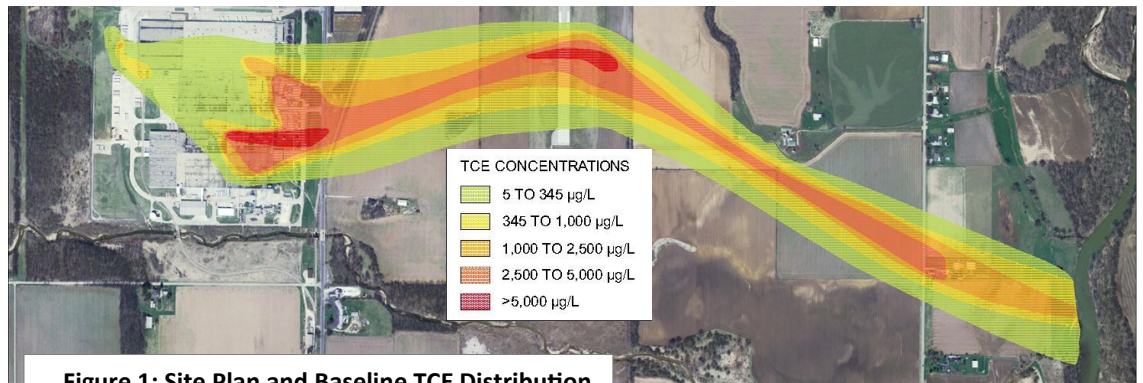 TCE CONCENTRATIONS
5 TO 345 µg/L
345 TO 1,000 µg/L
1,000 TO 2,500 µg/L
2,500 TO 5,000 µg/L
>5,000 µg/L
Figure 1: Site Plan and Baseline TCE Distribution